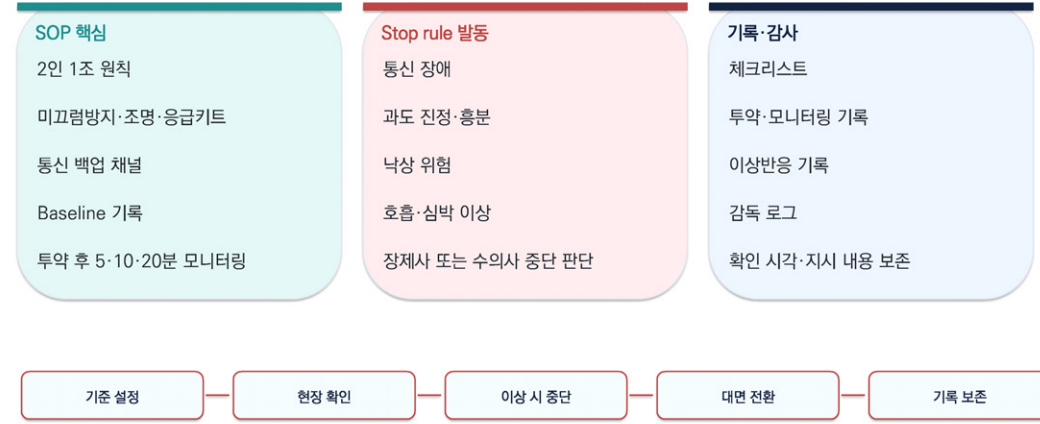 SOP 핵심
2인 1조 원칙
미끄럼방지·조명·응급키트
통신 백업 채널
Baseline 기록
투약 후 5·10·20분 모니터링
Stop rule 발동
통신 장애
과도 진정·흥분
낙상 위험
호흡·심박 이상
장제사 또는 수의사 중단 판단
기록·감사
체크리스트
투약·모니터링 기록
이상반응 기록
감독 로그
확인 시각·지시 내용 보존
기준 설정
현장 확인
이상 시 중단
대면 전환
기록 보존